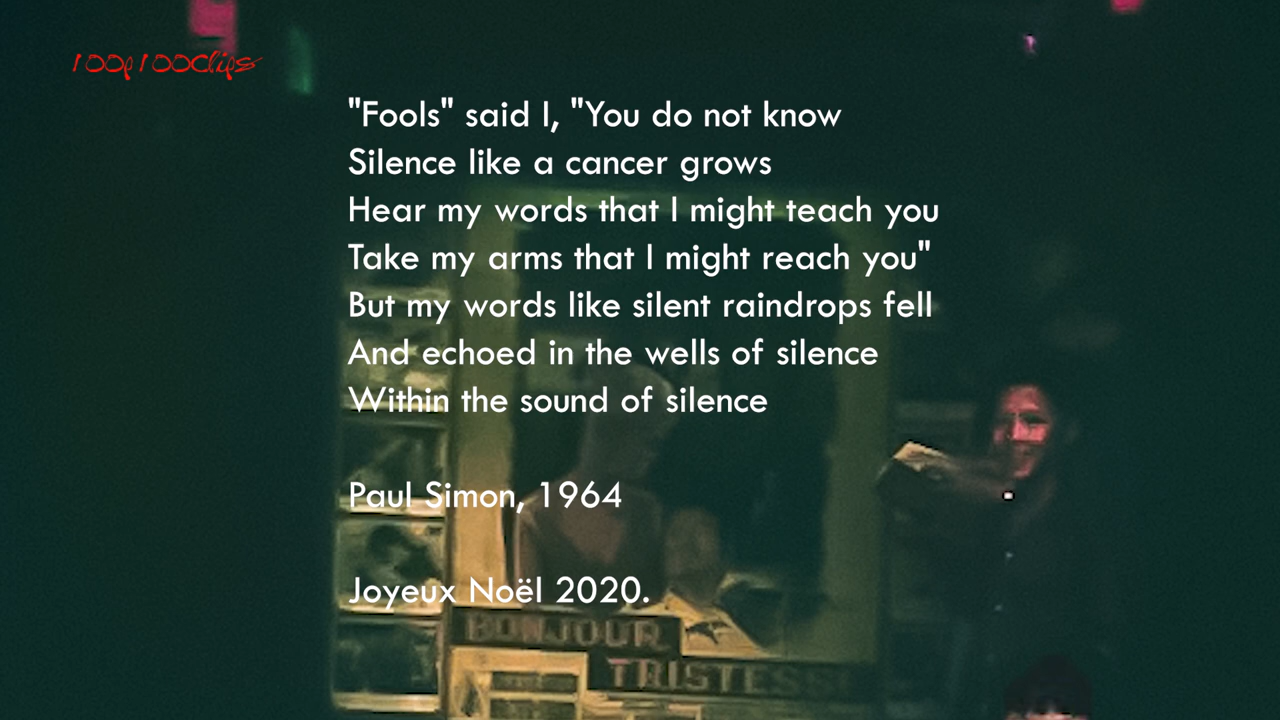 100p100Clips
"Fools" said I, "You do not know
Silence like a cancer grows
Hear my words that I might teach you
Take my arms that I might reach you"
But my words like silent raindrops fell
And echoed in the wells of silence
Within the sound of silence
Paul Simon, 1964
Joyeux Noël 2020.
BONJOUR
TRISTESSE